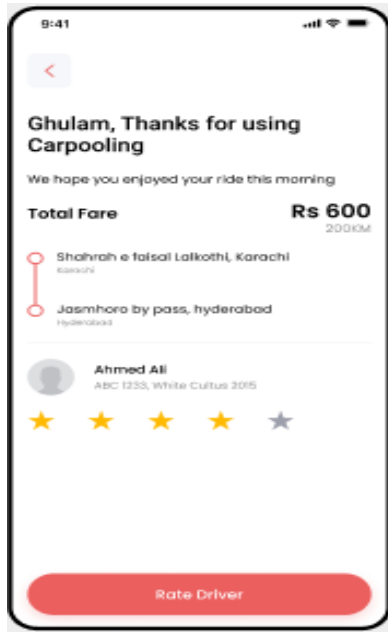 9:41
Ghulam, Thanks for using
Carpooling
We hope you enjoyed your ride this morning
Total Fare Rs 600
200KM
Shahrah e faisal Lalkothi, Karachi
Karachi
Jasmhoro by pass, hyderabad
Hyderabad
Ahmed Ali
ABC 1233, White Cultus 2015
Rate Driver